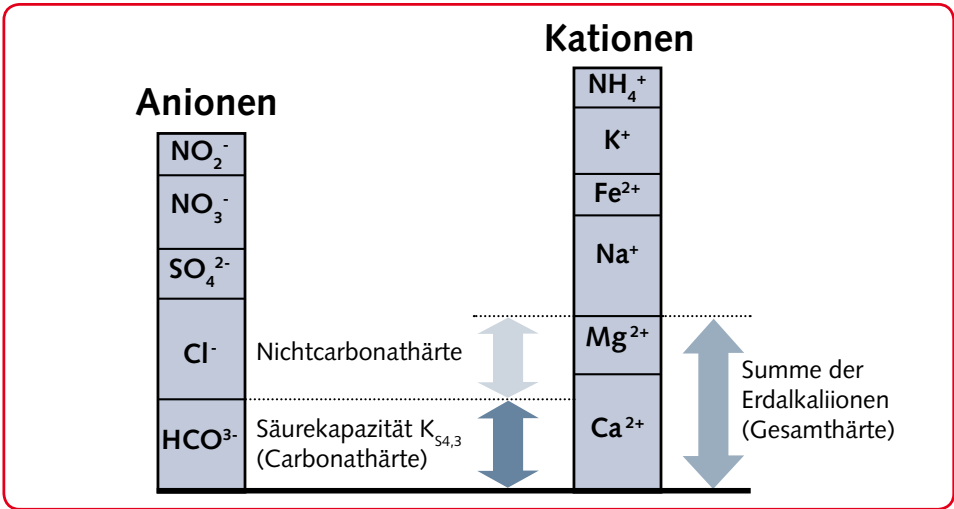 Kationen
Anionen
NH₄⁺
K⁺
Fe²⁺
Na⁺
Mg²⁺
Ca²⁺
NO₂⁻
NO₃⁻
SO₄²⁻
Cl⁻
HCO³⁻
Nichtcarbonathärte
Säurekapazität K_S4,3
(Carbonathärte)
Summe der
Erdalkaliionen
(Gesamthärte)